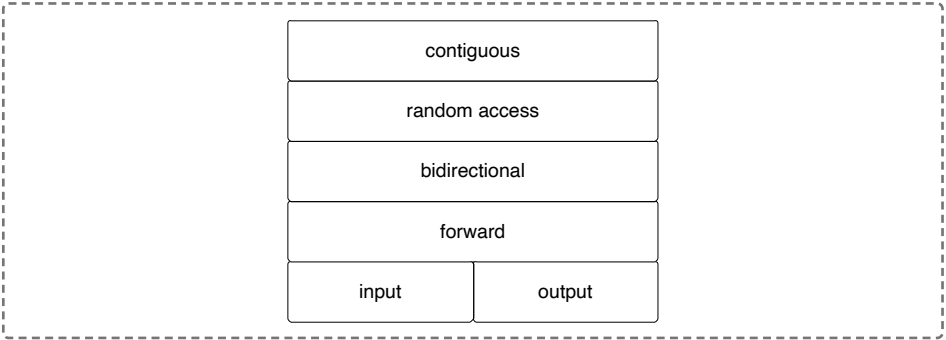 contiguous
random access
bidirectional
forward
input output